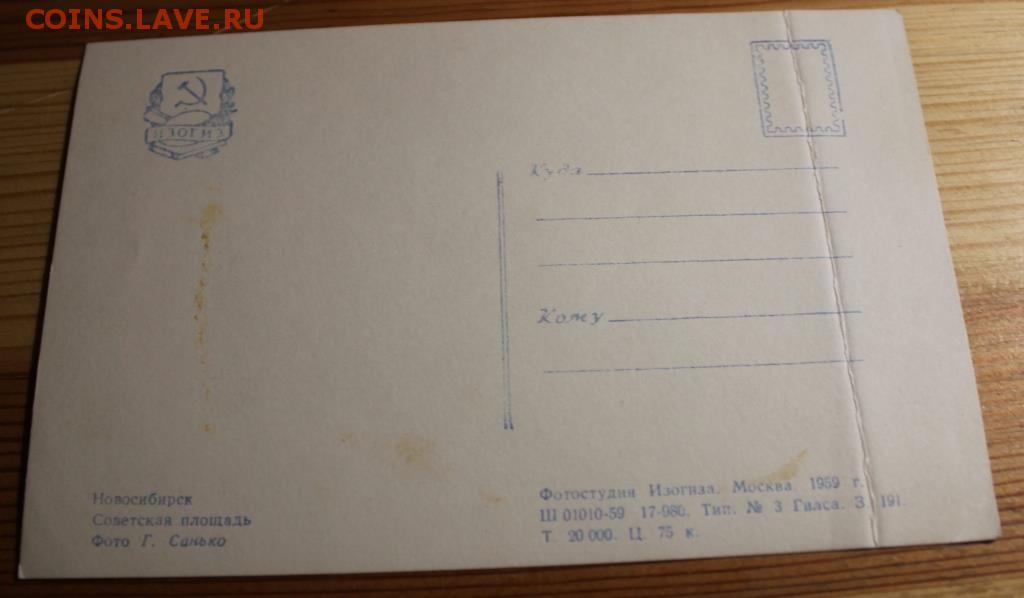 COINS.LAVE.RU
ИЗОГИЗ
Куда
Кому
Новосибирск
Советская площадь
Фото Г. Санько
Фотостудия Изогиза. Москва 1959 г.
Ш 01010-59 17-980. Тип. № 3 Гиаса. З. 191.
Т. 20 000. Ц. 75 к.